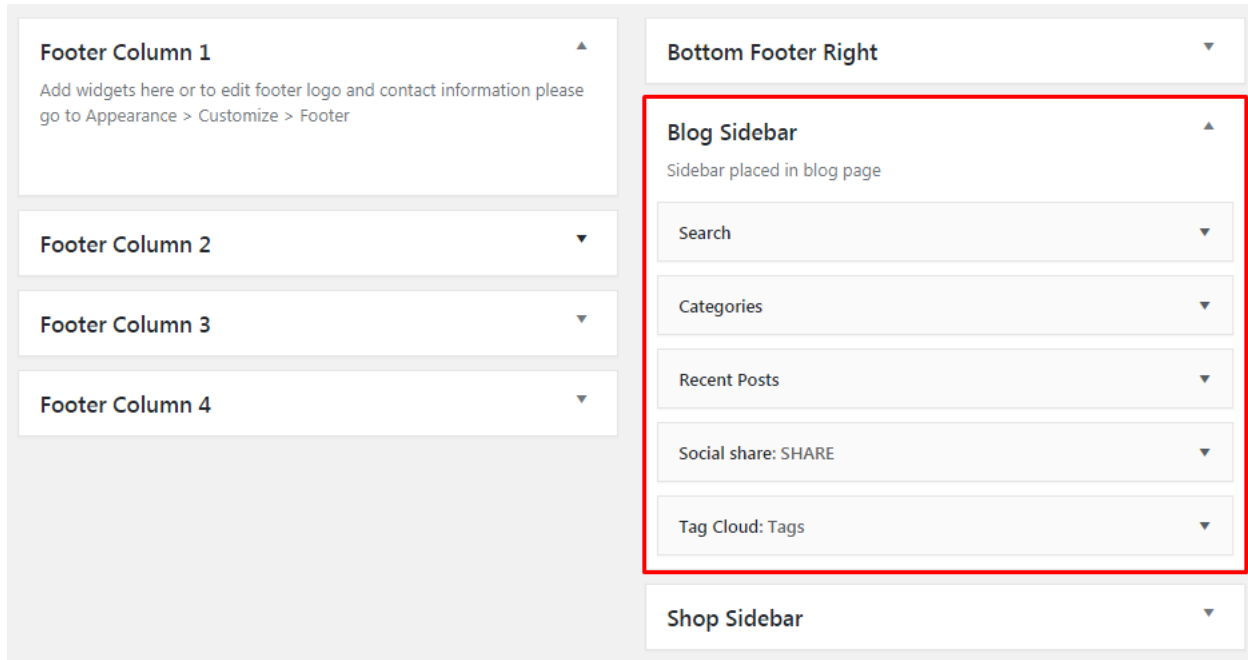 Footer Column 1
Add widgets here or to edit footer logo and contact information please
go to Appearance > Customize > Footer
Footer Column 2
Footer Column 3
Footer Column 4
Bottom Footer Right
Blog Sidebar
Sidebar placed in blog page
Search
Categories
Recent Posts
Social share: SHARE
Tag Cloud: Tags
Shop Sidebar